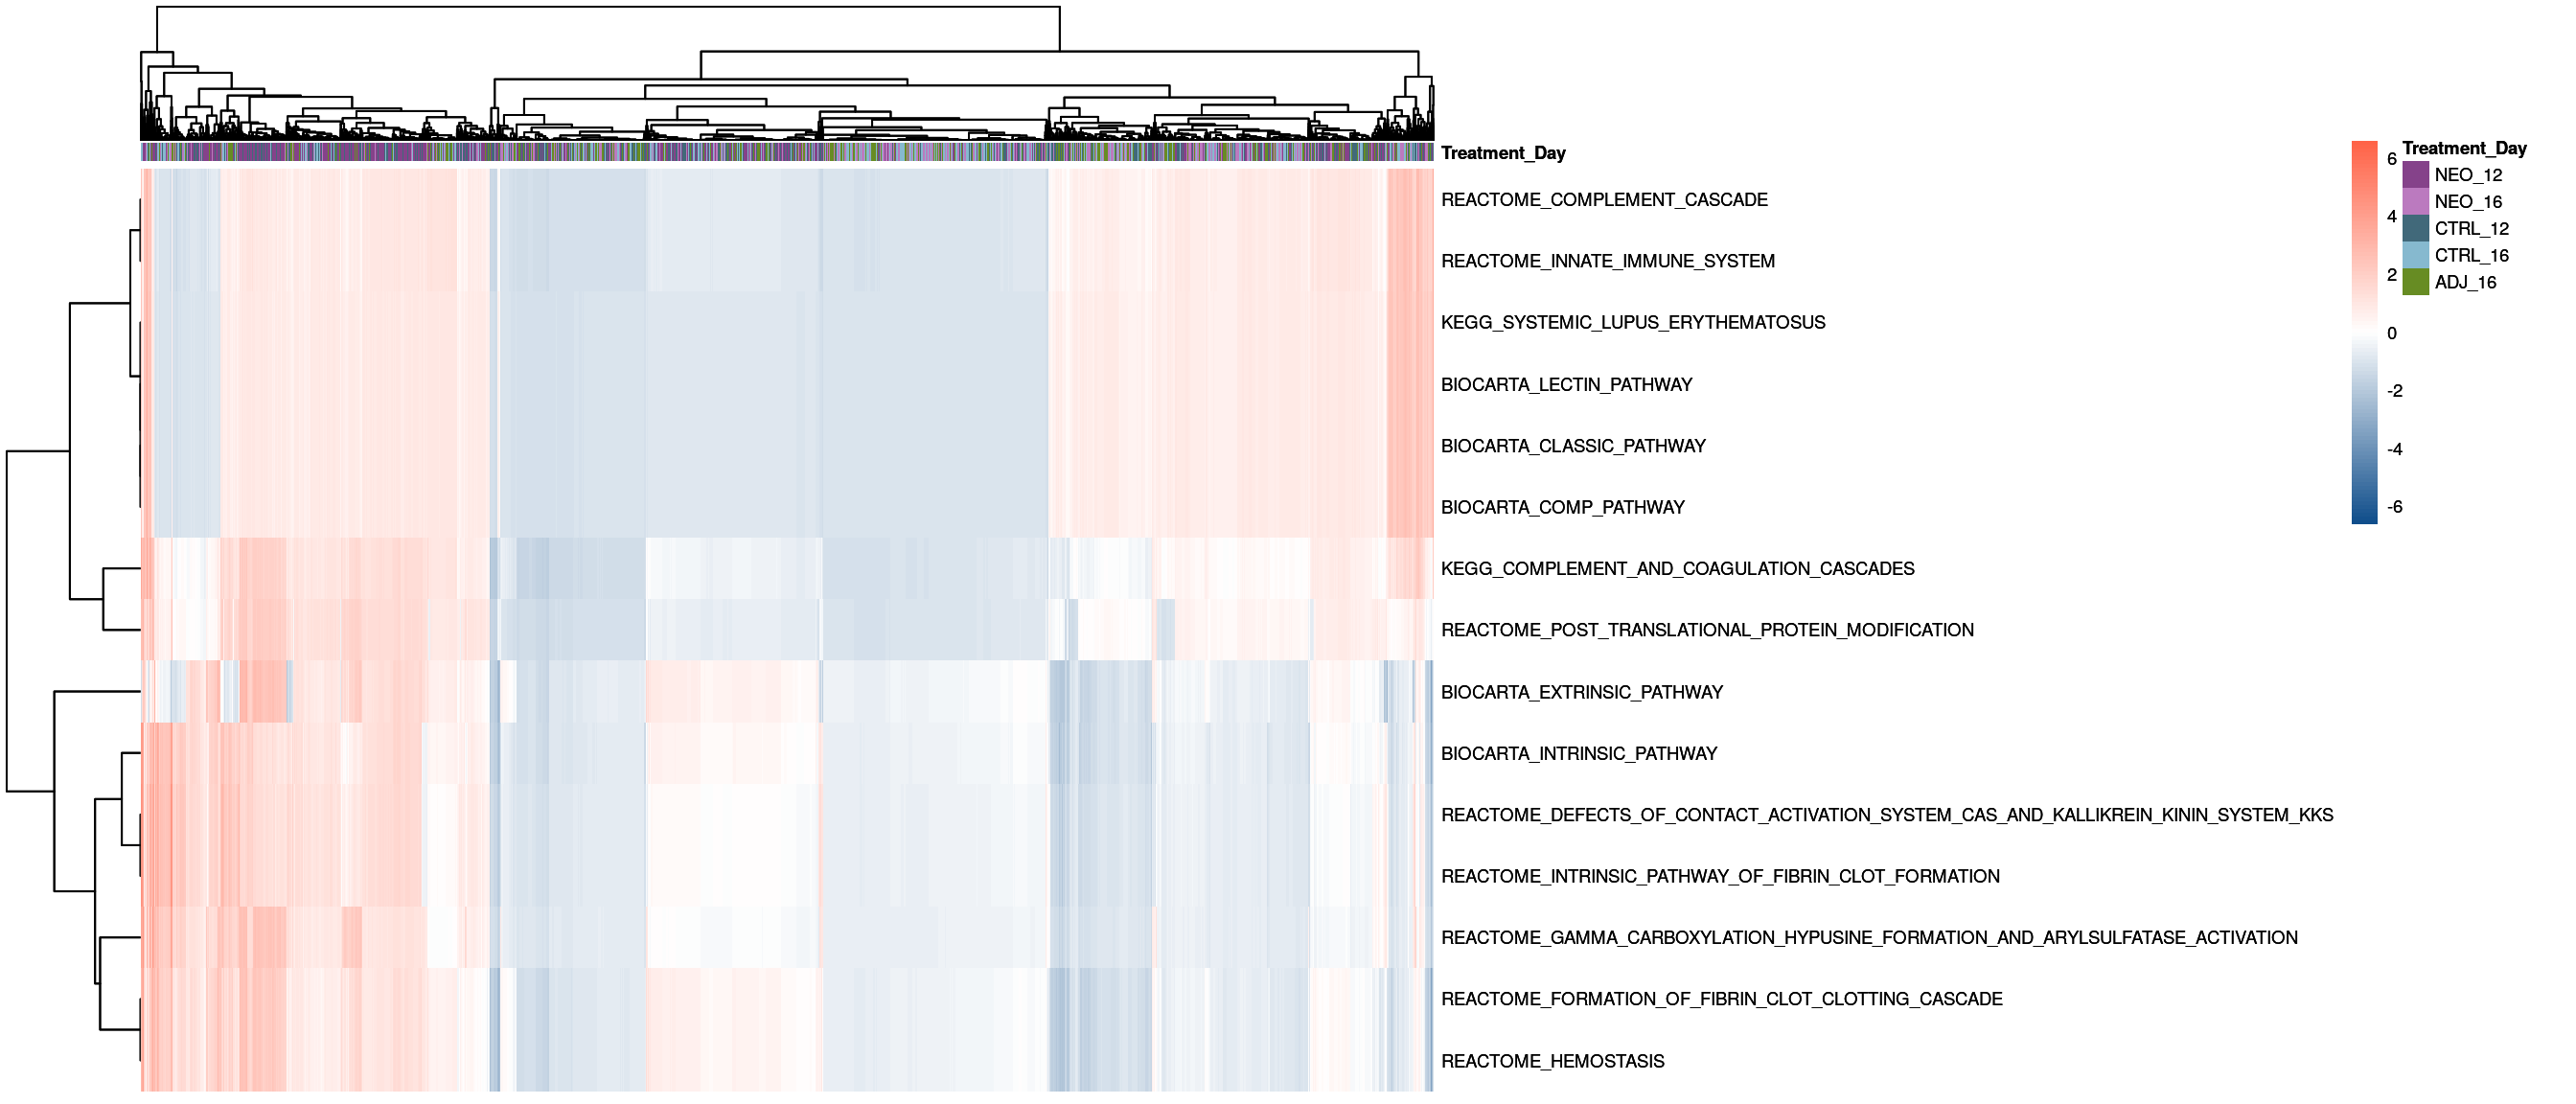 Treatment_Day
REACTOME_COMPLEMENT_CASCADE
REACTOME_INNATE_IMMUNE_SYSTEM
KEGG_SYSTEMIC_LUPUS_ERYTHEMATOSUS
BIOCARTA_LECTIN_PATHWAY
BIOCARTA_CLASSIC_PATHWAY
BIOCARTA_COMP_PATHWAY
KEGG_COMPLEMENT_AND_COAGULATION_CASCADES
REACTOME_POST_TRANSLATIONAL_PROTEIN_MODIFICATION
BIOCARTA_EXTRINSIC_PATHWAY
BIOCARTA_INTRINSIC_PATHWAY
REACTOME_DEFECTS_OF_CONTACT_ACTIVATION_SYSTEM_CAS_AND_KALLIKREIN_KININ_SYSTEM_KKS
REACTOME_INTRINSIC_PATHWAY_OF_FIBRIN_CLOT_FORMATION
REACTOME_GAMMA_CARBOXYLATION_HYPUSINE_FORMATION_AND_ARYLSULFATASE_ACTIVATION
REACTOME_FORMATION_OF_FIBRIN_CLOT_CLOTTING_CASCADE
REACTOME_HEMOSTASIS
6
4
2
0
-2
-4
-6
Treatment_Day
NEO_12
NEO_16
CTRL_12
CTRL_16
ADJ_16